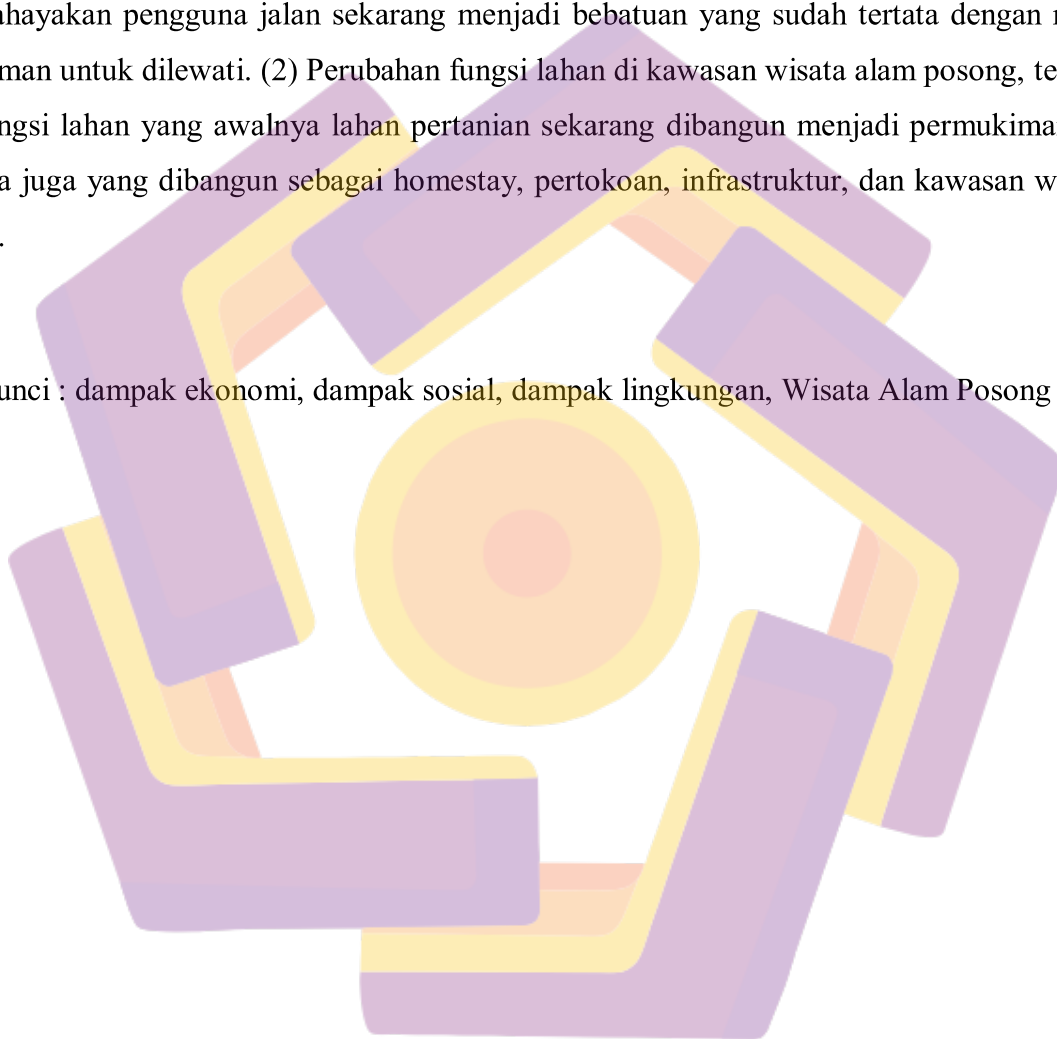 ahayakan pengguna jalan sekarang menjadi bebatuan yang sudah tertata dengan
man untuk dilewati. (2) Perubahan fungsi lahan di kawasan wisata alam posong, te
ngsi lahan yang awalnya lahan pertanian sekarang dibangun menjadi permukima
a juga yang dibangun sebagai homestay, pertokoan, infrastruktur, dan kawasan w
.
unci : dampak ekonomi, dampak sosial, dampak lingkungan, Wisata Alam Posong